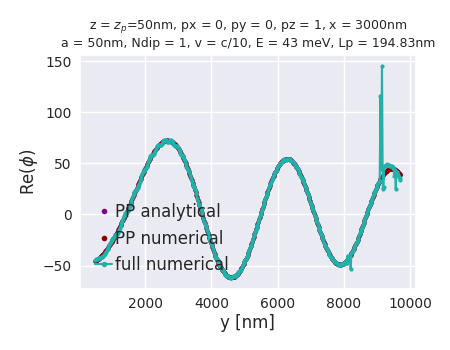 z = z_p=50nm, px = 0, py = 0, pz = 1, x = 3000nm
a = 50nm, Ndip = 1, v = c/10, E = 43 meV, Lp = 194.83nm
150
100
50
0
−50
Re(ϕ)
PP analytical
PP numerical
full numerical
2000 4000 6000 8000 10000
y [nm]